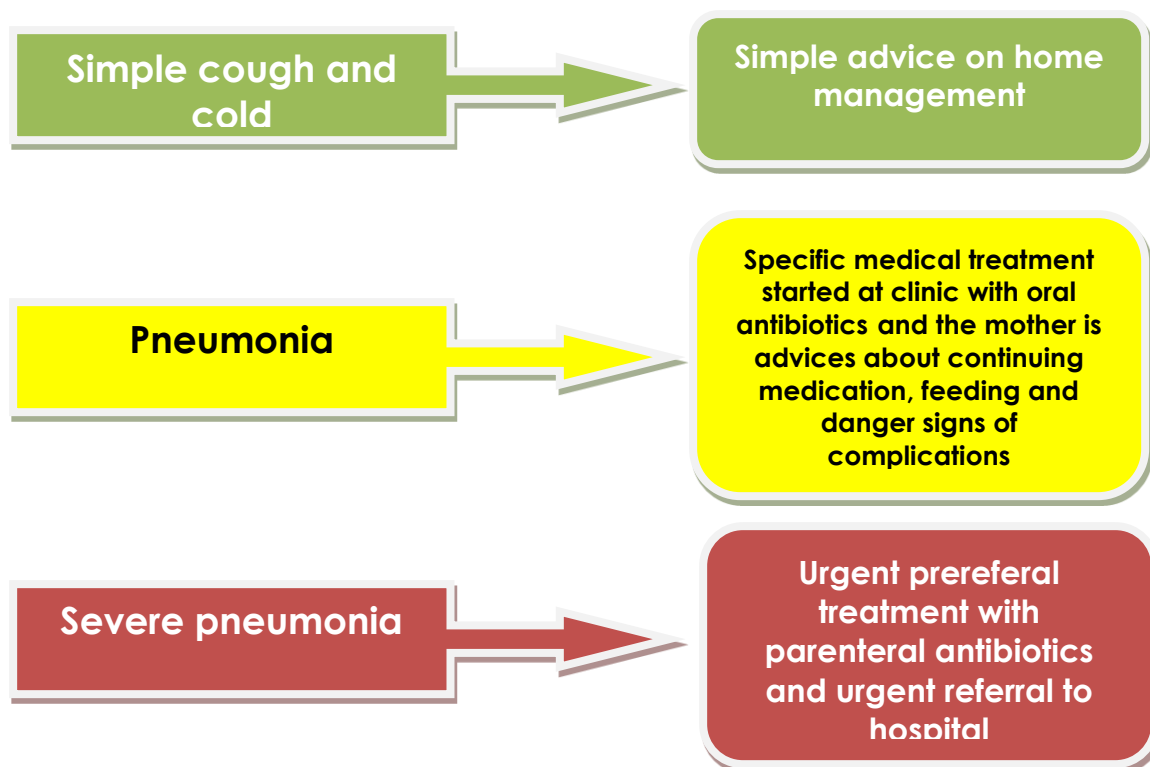 Simple cough and
cold
Simple advice on home
management
Pneumonia
Specific medical treatment
started at clinic with oral
antibiotics and the mother is
advices about continuing
medication, feeding and
danger signs of
complications
Severe pneumonia
Urgent prereferal
treatment with
parenteral antibiotics
and urgent referral to
hospital